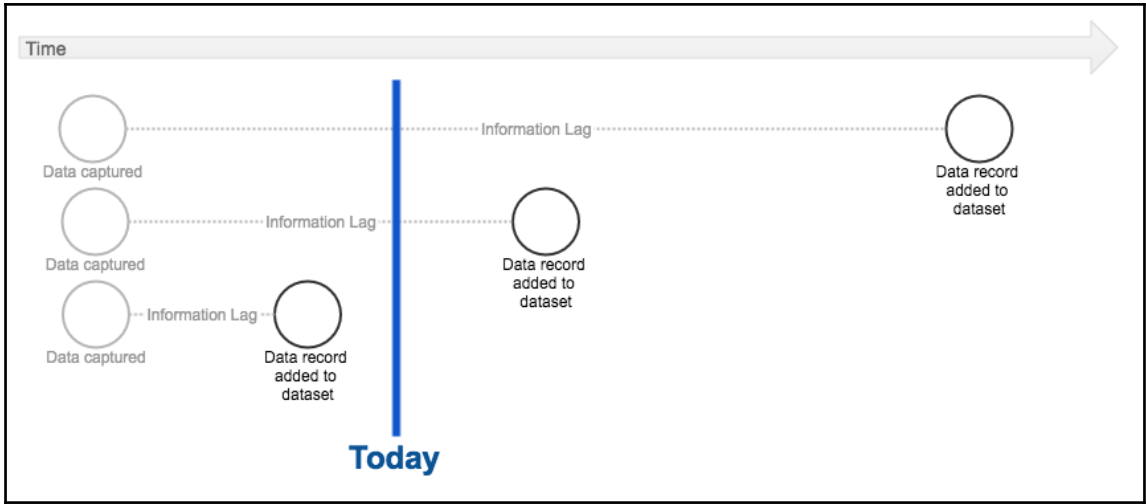 Time
Information Lag
Data captured
Data record
added to
dataset
Information Lag
Data captured
Data record
added to
dataset
Information Lag
Data captured
Data record
added to
dataset
Today